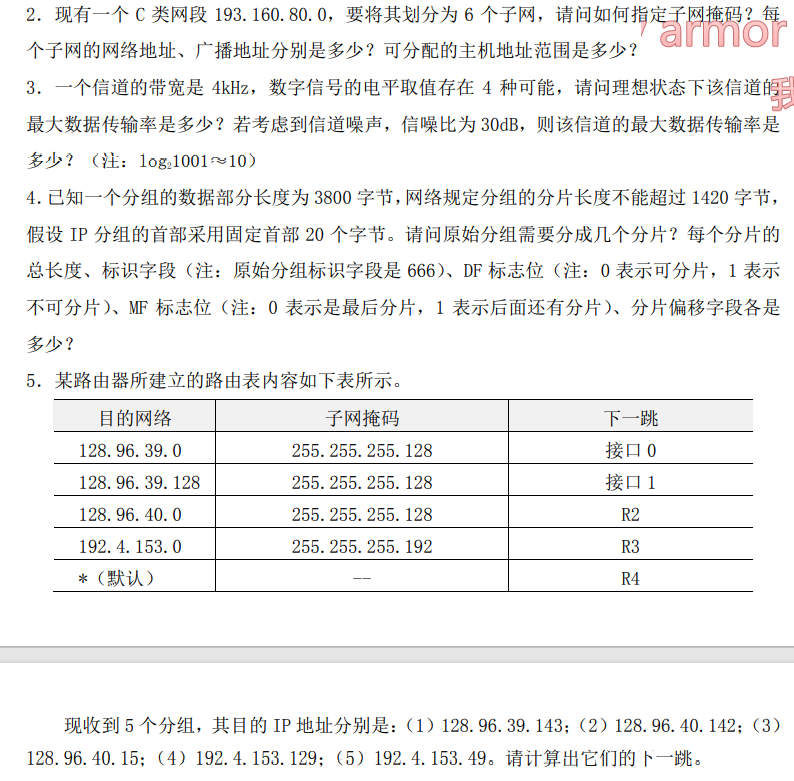 2. 现有一个 C 类网段 193.160.80.0，要将其划分为 6 个子网，请问如何指定子网掩码？每
个子网的网络地址、广播地址分别是多少？可分配的主机地址范围是多少？
armor
3. 一个信道的带宽是 4kHz，数字信号的电平取值存在 4 种可能，请问理想状态下该信道的
我
最大数据传输率是多少？若考虑到信道噪声，信噪比为 30dB，则该信道的最大数据传输率是
多少？（注：log₂1001≈10）
4. 已知一个分组的数据部分长度为 3800 字节，网络规定分组的分片长度不能超过 1420 字节，
假设 IP 分组的首部采用固定首部 20 个字节。请问原始分组需要分成几个分片？每个分片的
总长度、标识字段（注：原始分组标识字段是 666）、DF 标志位（注：0 表示可分片，1 表示
不可分片）、MF 标志位（注：0 表示是最后分片，1 表示后面还有分片）、分片偏移字段各是
多少？
5. 某路由器所建立的路由表内容如下表所示。
目的网络 子网掩码 下一跳
128.96.39.0 255.255.255.128 接口 0
128.96.39.128 255.255.255.128 接口 1
128.96.40.0 255.255.255.128 R2
192.4.153.0 255.255.255.192 R3
*（默认） -- R4
现收到 5 个分组，其目的 IP 地址分别是：（1）128.96.39.143；（2）128.96.40.142；（3）
128.96.40.15；（4）192.4.153.129；（5）192.4.153.49。请计算出它们的下一跳。